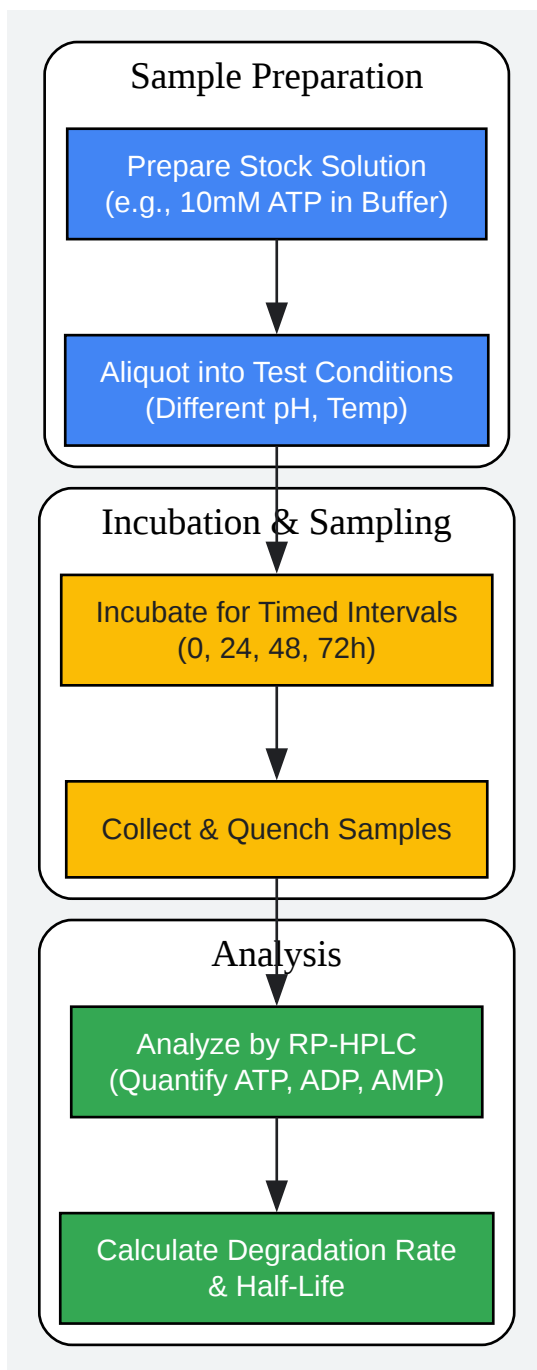 Sample Preparation
Prepare Stock Solution
(e.g., 10mM ATP in Buffer)
Aliquot into Test Conditions
(Different pH, Temp)
Incubation & Sampling
Incubate for Timed Intervals
(0, 24, 48, 72h)
Collect & Quench Samples
Analysis
Analyze by RP-HPLC
(Quantify ATP, ADP, AMP)
Calculate Degradation Rate
& Half-Life